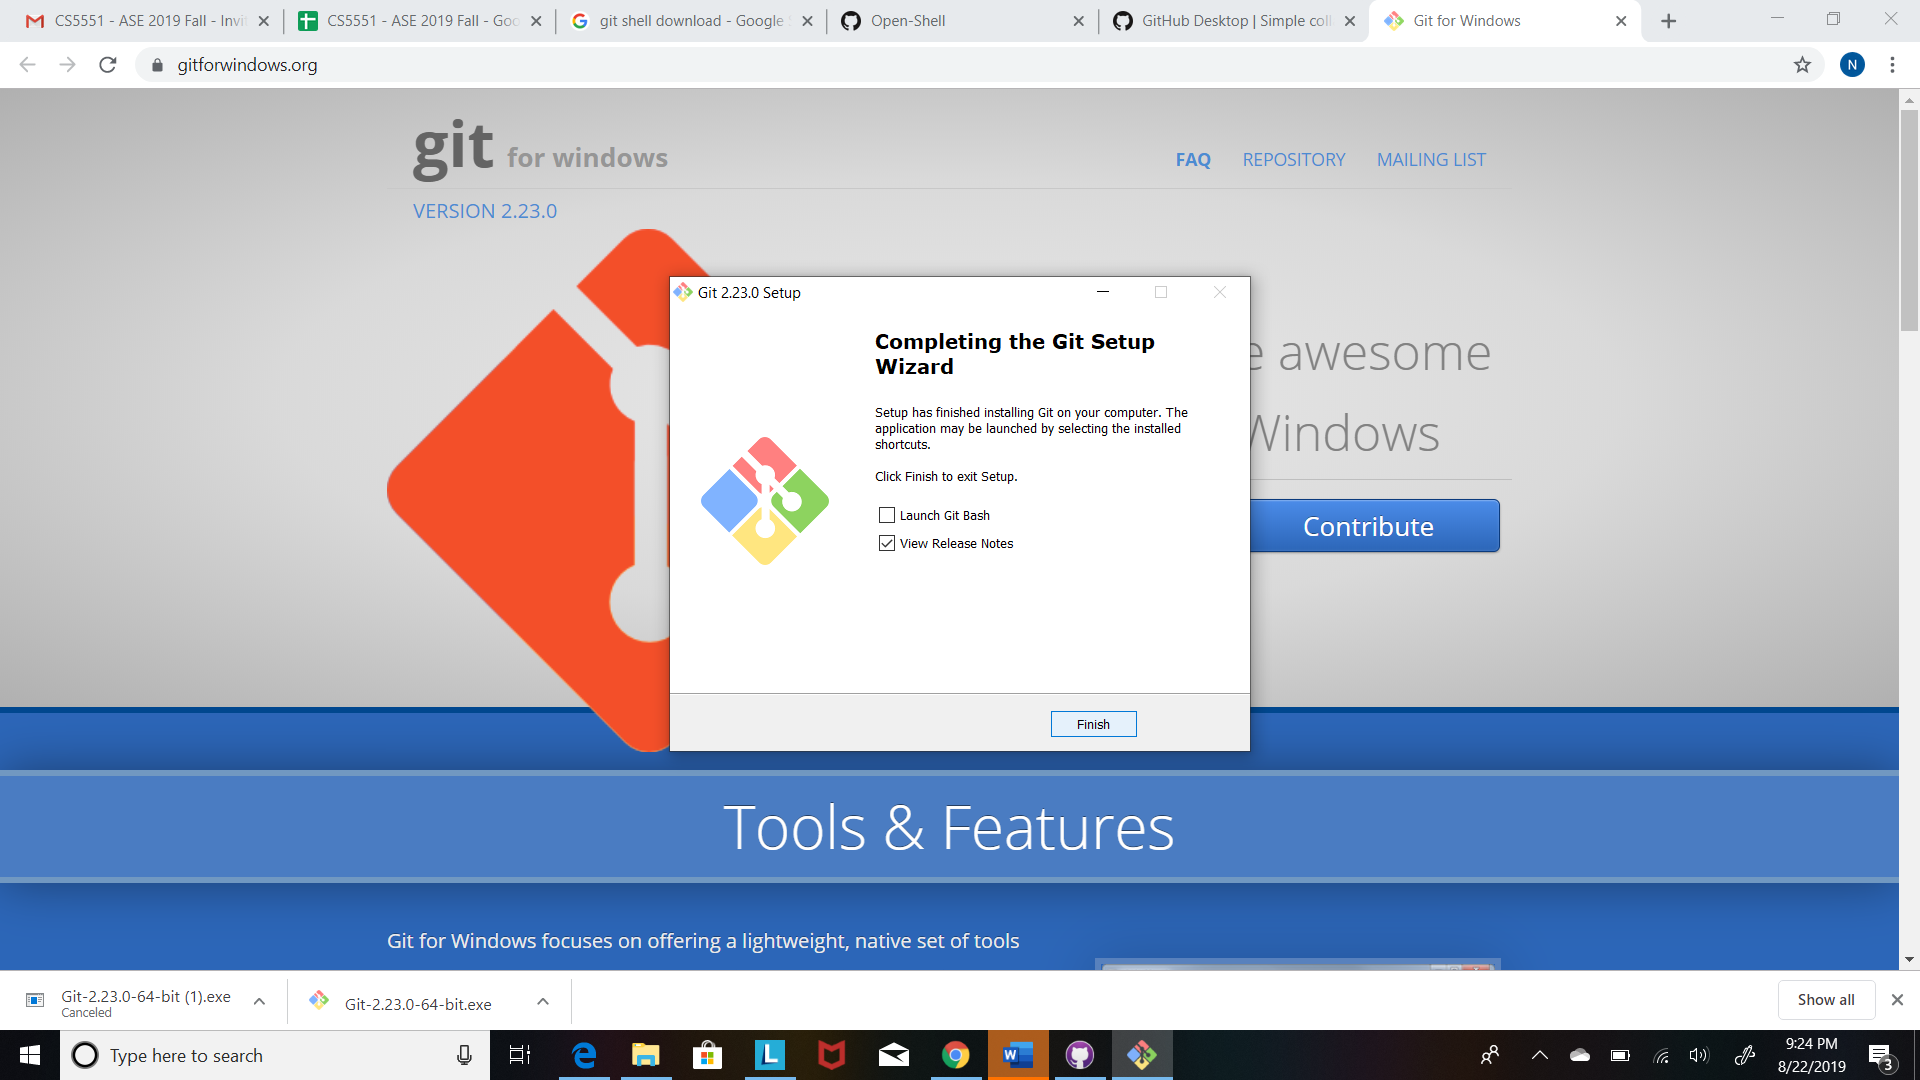 CS5551 - ASE 2019 Fall - Invit
CS5551 - ASE 2019 Fall - Goo
git shell download - Google S
Open-Shell
GitHub Desktop | Simple coll
Git for Windows
gitforwindows.org
N
git for windows
FAQ
REPOSITORY
MAILING LIST
VERSION 2.23.0
Git 2.23.0 Setup
Completing the Git Setup
Wizard
Setup has finished installing Git on your computer. The
application may be launched by selecting the installed
shortcuts.
Click Finish to exit Setup.
Launch Git Bash
View Release Notes
Finish
e awesome
Windows
Contribute
Tools & Features
Git for Windows focuses on offering a lightweight, native set of tools
Git-2.23.0-64-bit (1).exe
Canceled
Git-2.23.0-64-bit.exe
Show all
Type here to search
9:24 PM
8/22/2019
3